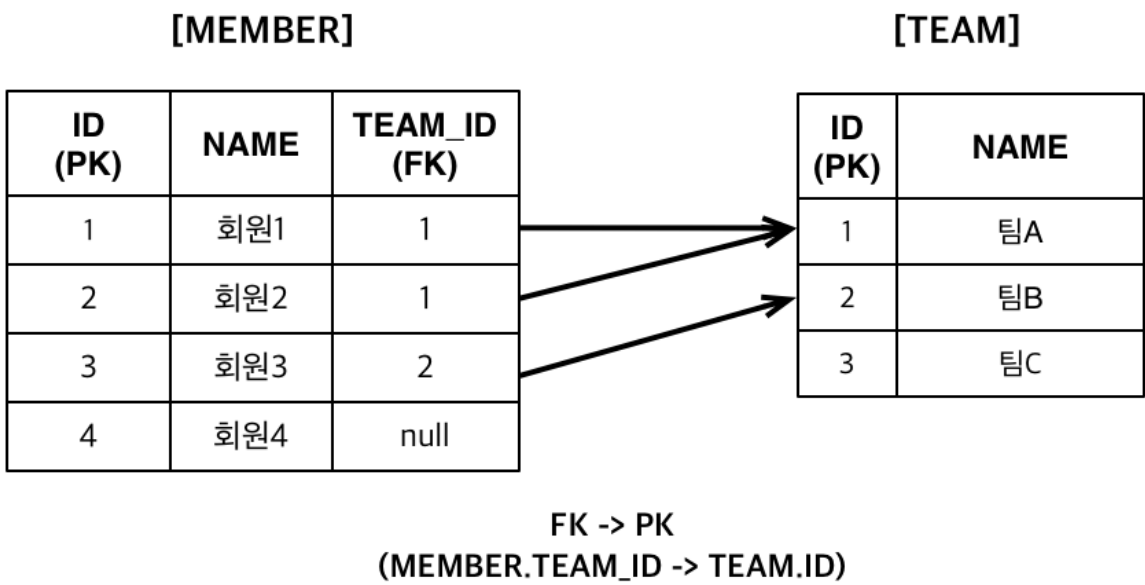 [MEMBER]
[TEAM]
ID (PK) NAME TEAM_ID (FK)
1 회원1 1
2 회원2 1
3 회원3 2
4 회원4 null
ID (PK) NAME
1 팀A
2 팀B
3 팀C
FK -> PK
(MEMBER.TEAM_ID -> TEAM.ID)